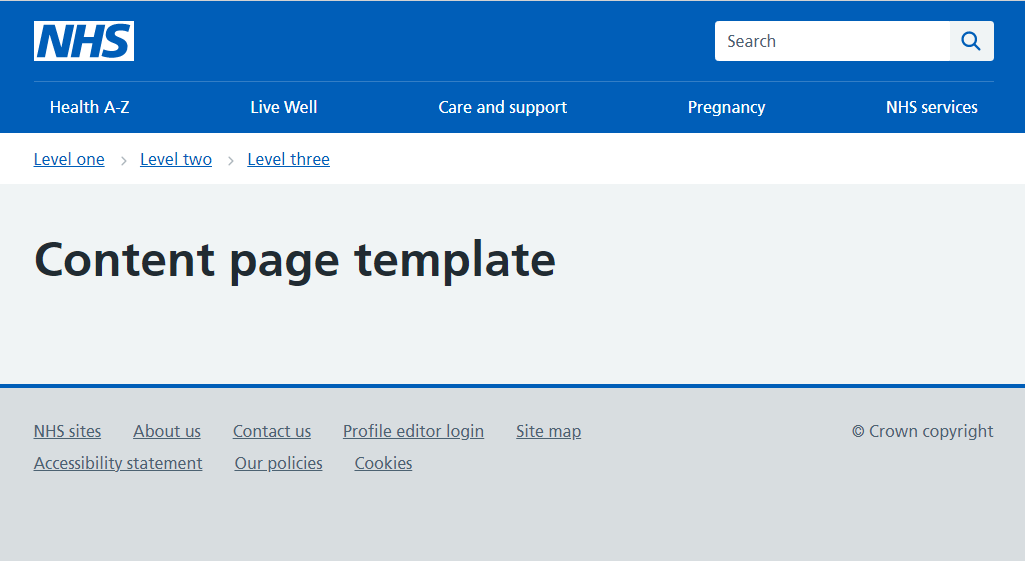 NHS
Search
Health A-Z Live Well Care and support Pregnancy NHS services
Level one Level two Level three
Content page template
NHS sites About us Contact us Profile editor login Site map © Crown copyright
Accessibility statement Our policies Cookies